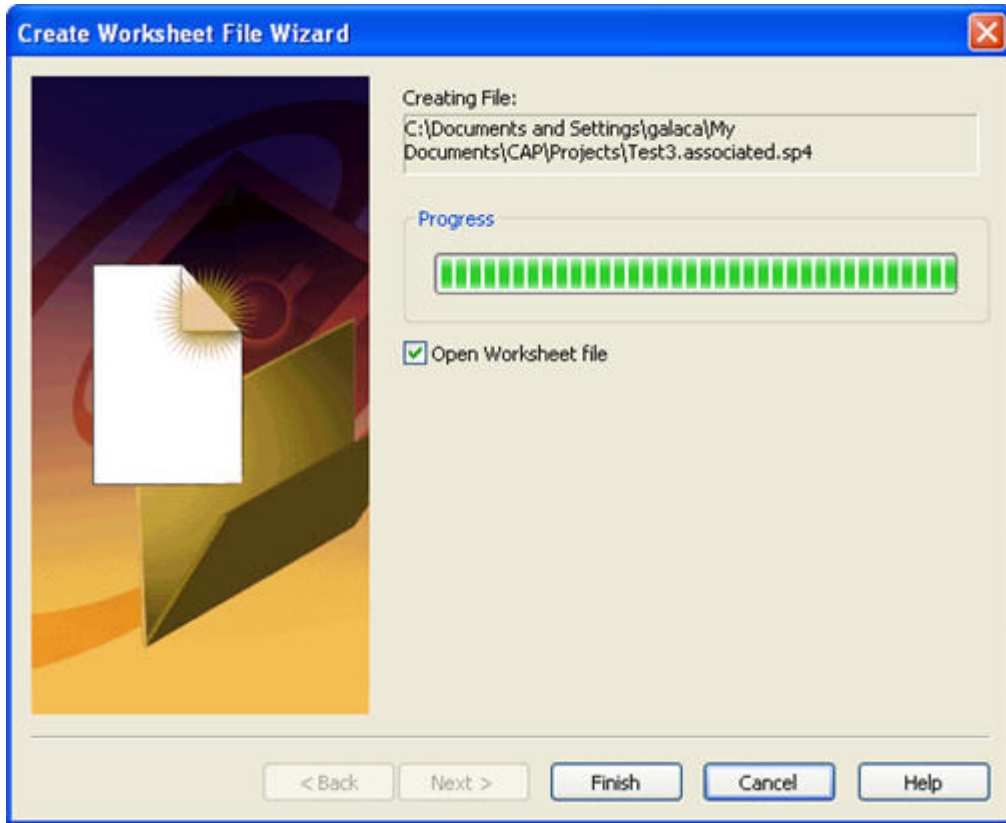 Create Worksheet File Wizard
Creating File:
C:\Documents and Settings\galaca\My
Documents\CAP\Projects\Test3.associated.sp4
Progress
Open Worksheet file
< Back
Next >
Finish
Cancel
Help